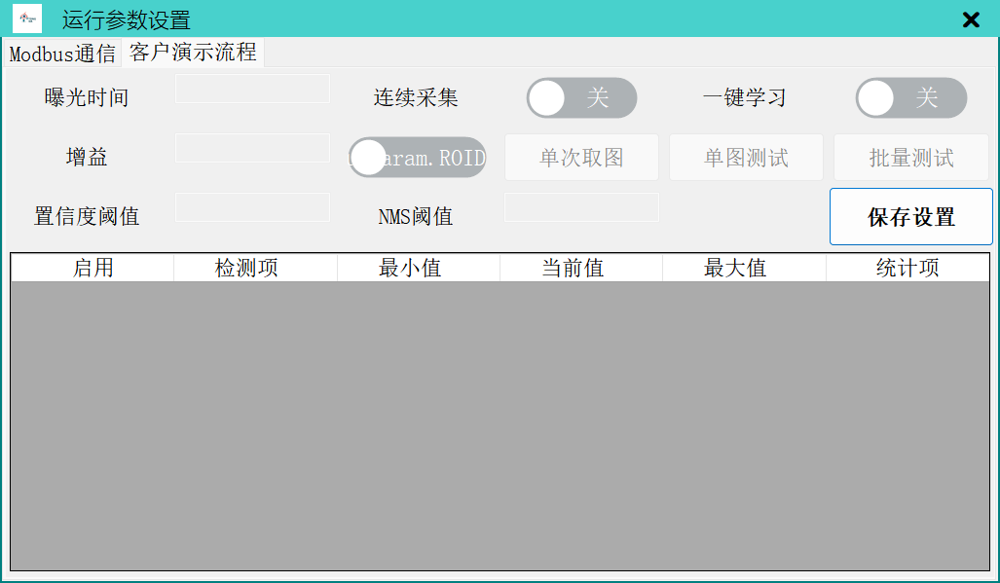 运行参数设置
Modbus通信 客户演示流程
曝光时间 连续采集 关 一键学习 关
增益 aram.ROID 单次取图 单图测试 批量测试
置信度阈值 NMS阈值 保存设置
启用 检测项 最小值 当前值 最大值 统计项